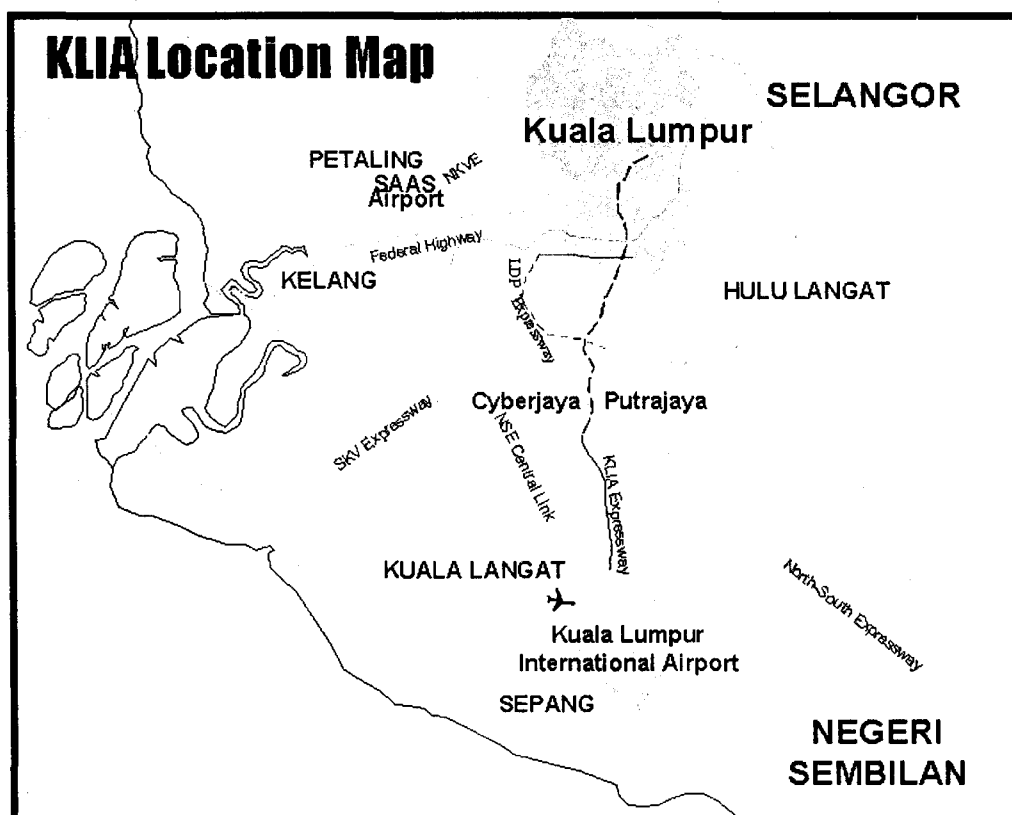 KLIA Location Map
SELANGOR
Kuala Lumpur
PETALING
SAAS
Airport
NKVE
Federal Highway
KELANG
LDP Expressway
HULU LANGAT
Cyberjaya
Putrajaya
SKV Expressway
NSE Central Link
KLIA Expressway
KUALA LANGAT
North-South Expressway
Kuala Lumpur
International Airport
SEPANG
NEGERI
SEMBILAN